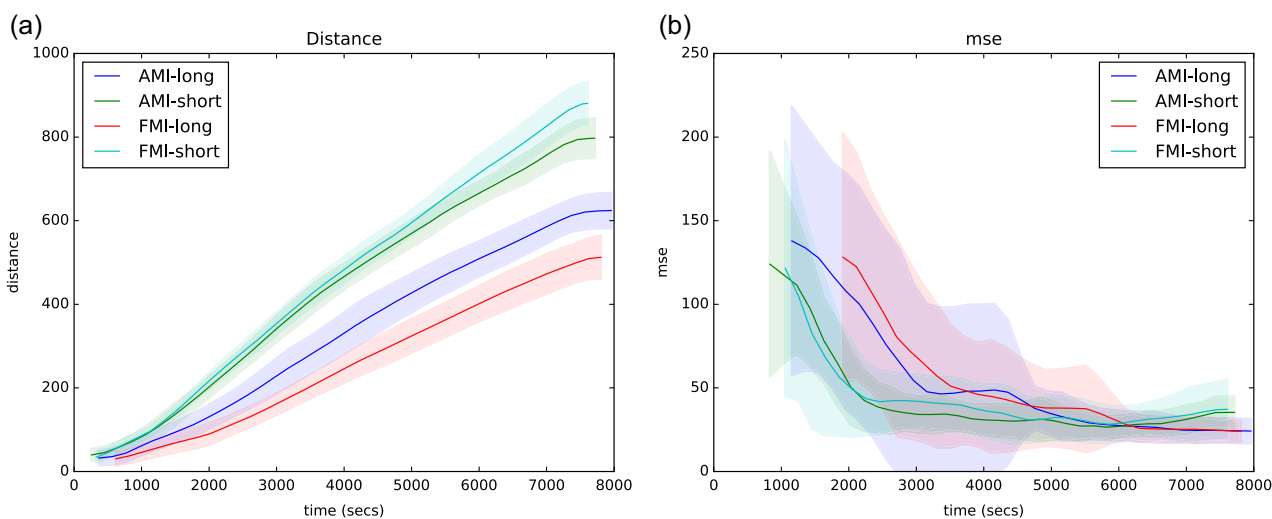 (a)
Distance
1000
800
600
400
200
0
distance
AMI-long
AMI-short
FMI-long
FMI-short
0 1000 2000 3000 4000 5000 6000 7000 8000
time (secs)
(b)
mse
250
200
150
100
50
0
mse
AMI-long
AMI-short
FMI-long
FMI-short
0 1000 2000 3000 4000 5000 6000 7000 8000
time (secs)